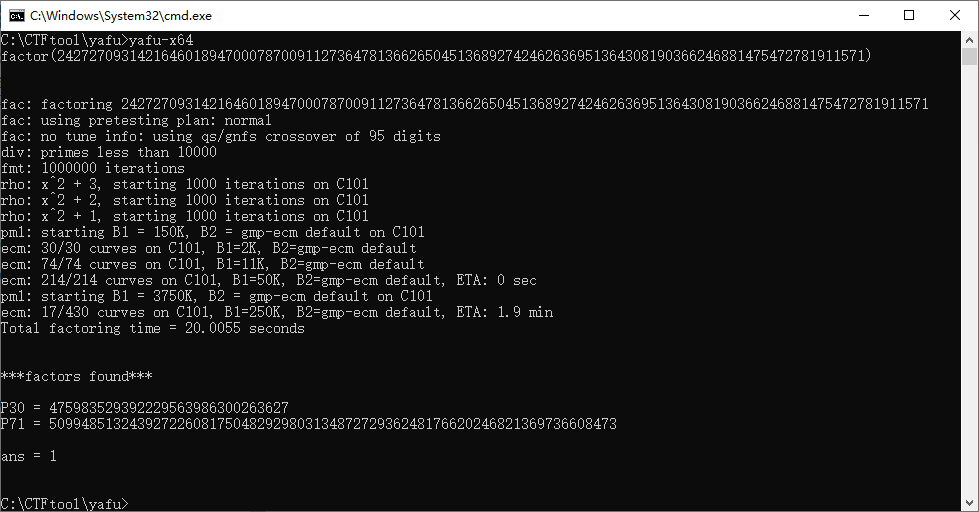 C:\Windows\System32\cmd.exe
C:\CTFtool\yafu>yafu-x64
factor(24272709314216460189470007870091127364781366265045136892742462636951364308190366246881475472781911571)
fac: factoring 24272709314216460189470007870091127364781366265045136892742462636951364308190366246881475472781911571
fac: using pretesting plan: normal
fac: no tune info: using qs/gnfs crossover of 95 digits
div: primes less than 10000
fmt: 1000000 iterations
rho: x^2 + 3, starting 1000 iterations on C101
rho: x^2 + 2, starting 1000 iterations on C101
rho: x^2 + 1, starting 1000 iterations on C101
pm1: starting B1 = 150K, B2 = gmp-ecm default on C101
ecm: 30/30 curves on C101, B1=2K, B2=gmp-ecm default
ecm: 74/74 curves on C101, B1=11K, B2=gmp-ecm default
ecm: 214/214 curves on C101, B1=50K, B2=gmp-ecm default, ETA: 0 sec
pm1: starting B1 = 3750K, B2 = gmp-ecm default on C101
ecm: 17/430 curves on C101, B1=250K, B2=gmp-ecm default, ETA: 1.9 min
Total factoring time = 20.0055 seconds
***factors found***
P30 = 475983529392229563986300263627
P71 = 50994851324392722608175048292980313487272936248176620246821369736608473
ans = 1
C:\CTFtool\yafu>